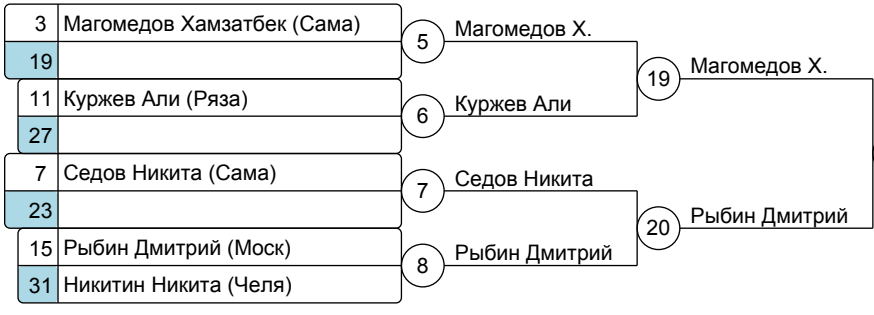 3 Магомедов Хамзатбек (Сама)
19
5 Магомедов Х.
19 Магомедов Х.
11 Куржев Али (Ряза)
27
6 Куржев Али
7 Седов Никита (Сама)
23
7 Седов Никита
20 Рыбин Дмитрий
15 Рыбин Дмитрий (Моск)
31 Никитин Никита (Челя)
8 Рыбин Дмитрий